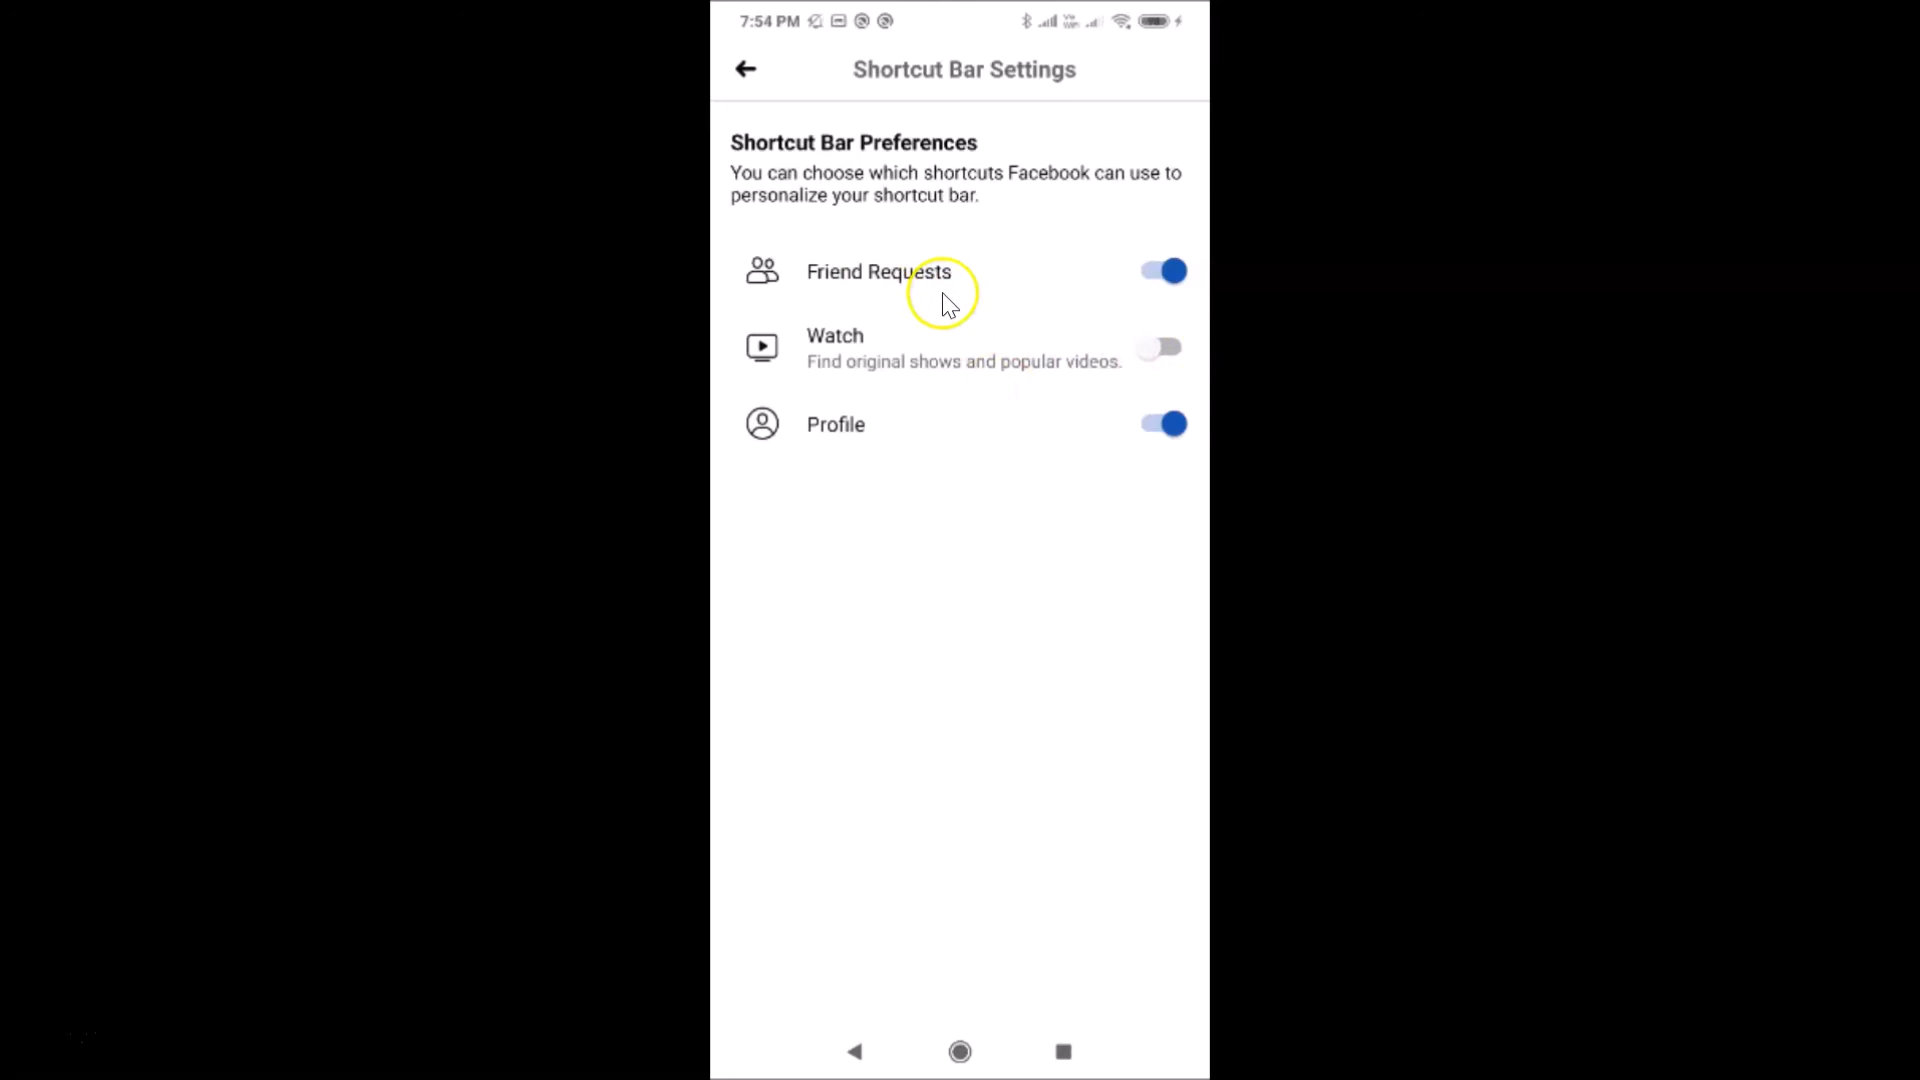 7:54 PM
Shortcut Bar Settings
Shortcut Bar Preferences
You can choose which shortcuts Facebook can use to
personalize your shortcut bar.
Friend Requests
Watch
Find original shows and popular videos.
Profile